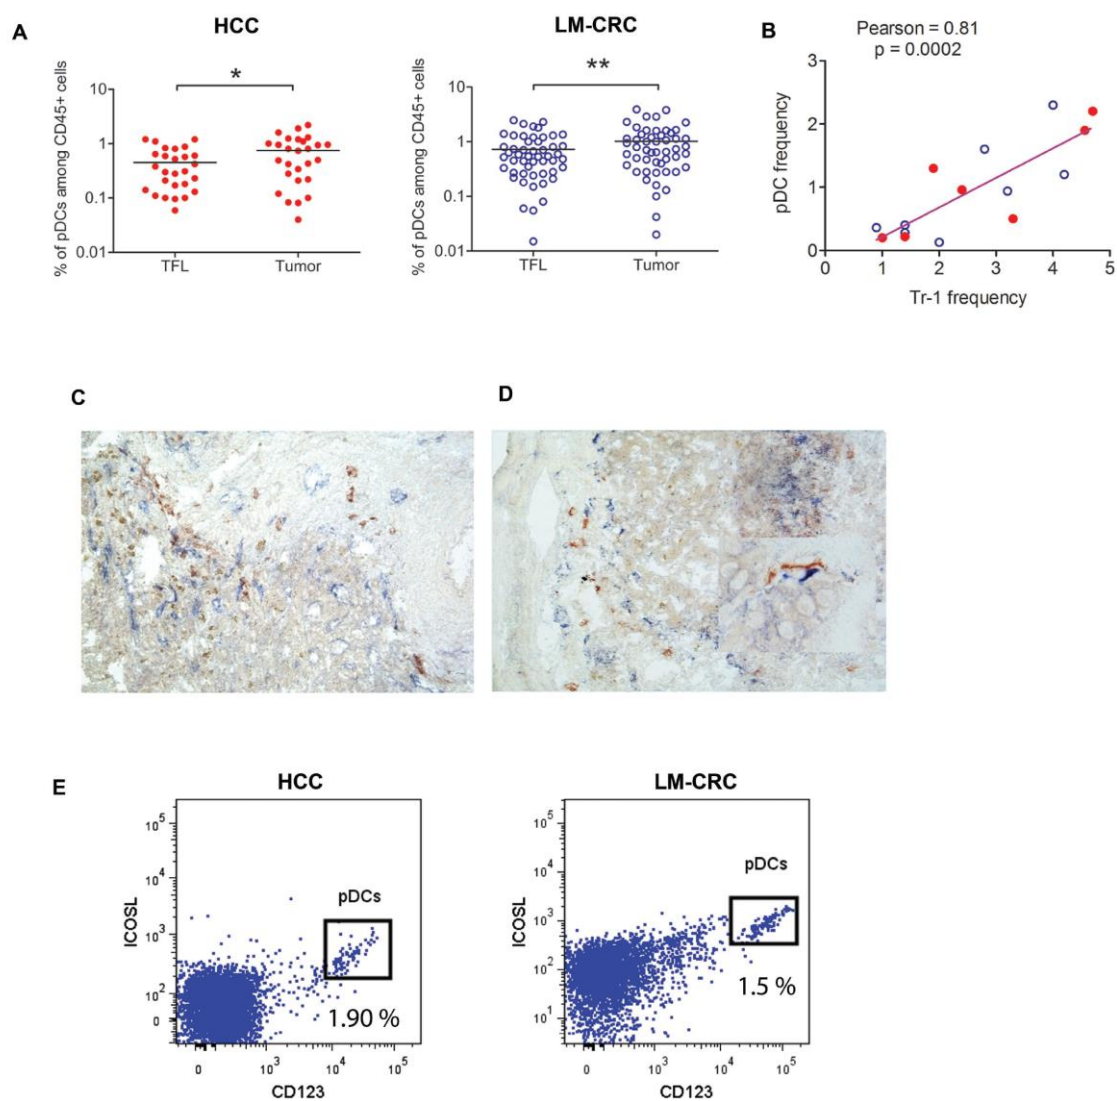 A
HCC
% of pDCs among CD45+ cells
10
1
0.1
0.01
*
TFL
Tumor
LM-CRC
% of pDCs among CD45+ cells
10
1
0.1
0.01
**
TFL
Tumor
B
Pearson = 0.81
p = 0.0002
pDC frequency
3
2
1
0
0 1 2 3 4 5
Tr-1 frequency
C
D
E
HCC
ICOSL
10^5
10^4
10^3
10^2
0
pDCs
1.90 %
0 10^3 10^4 10^5
CD123
LM-CRC
ICOSL
10^5
10^4
10^3
10^2
10^1
pDCs
1.5 %
0 10^3 10^4 10^5
CD123